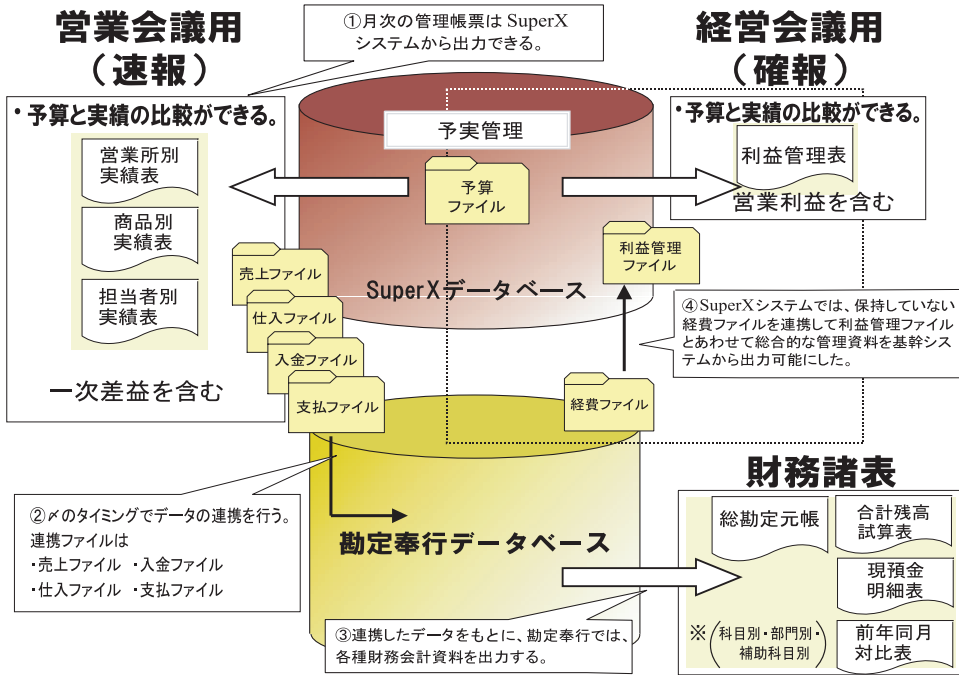 営業会議用
（速報）
①月次の管理帳票は SuperX
システムから出力できる。
経営会議用
（確報）
・予算と実績の比較ができる。
営業所別
実績表
商品別
実績表
担当者別
実績表
一次差益を含む
予実管理
予算
ファイル
・予算と実績の比較ができる。
利益管理表
営業利益を含む
利益管理
ファイル
売上ファイル
仕入ファイル
入金ファイル
支払ファイル
SuperXデータベース
④SuperXシステムでは、保持していない
経費ファイルを連携して利益管理ファイル
とあわせて総合的な管理資料を基幹シス
テムから出力可能にした。
経費ファイル
②〆のタイミングでデータの連携を行う。
連携ファイルは
・売上ファイル ・入金ファイル
・仕入ファイル ・支払ファイル
勘定奉行データベース
③連携したデータをもとに、勘定奉行では、
各種財務会計資料を出力する。
財務諸表
総勘定元帳
合計残高
試算表
現預金
明細表
前年同月
対比表
※（科目別・部門別・
補助科目別）